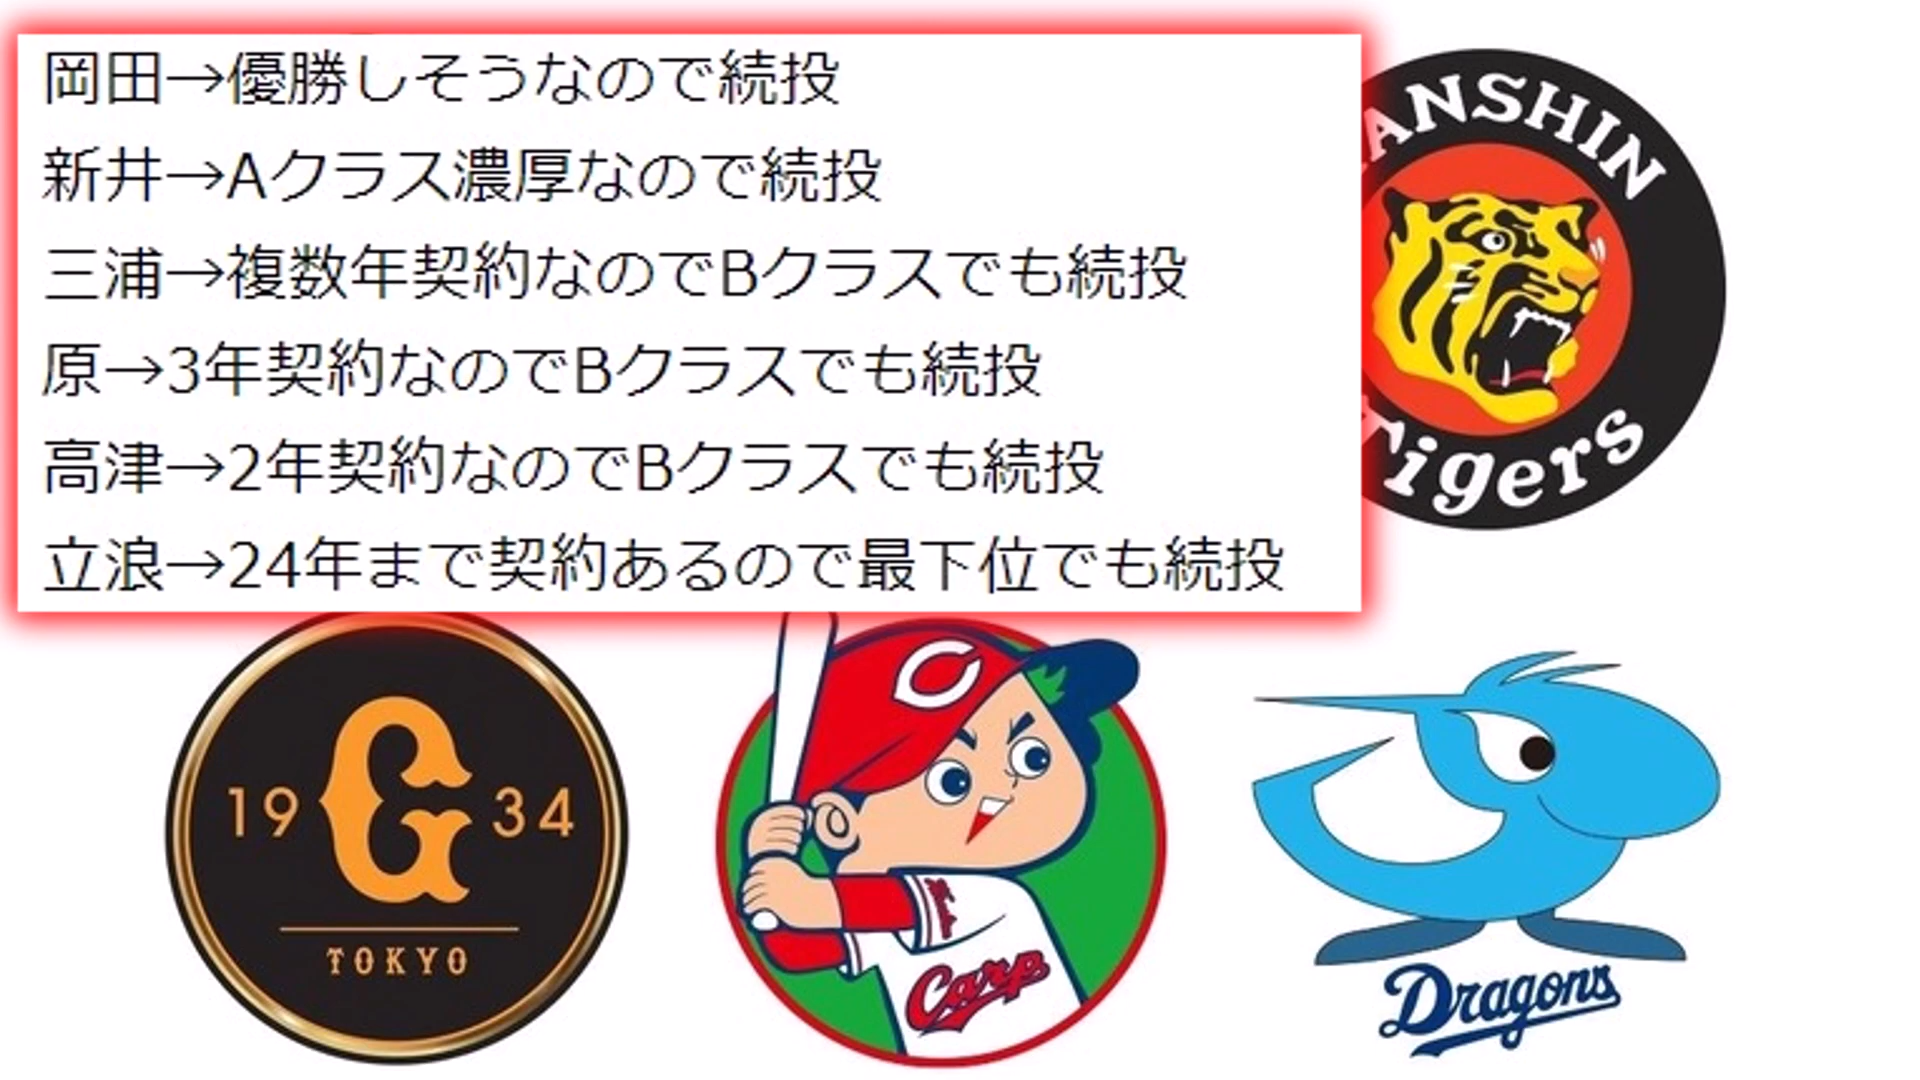 岡田→優勝しそうなので続投
新井→Aクラス濃厚なので続投
三浦→複数年契約なのでBクラスでも続投
原→3年契約なのでBクラスでも続投
高津→2年契約なのでBクラスでも続投
立浪→24年まで契約あるので最下位でも続投
ANSHIN
Tigers
19 G 34
TOKYO
C
Carp
Dragons